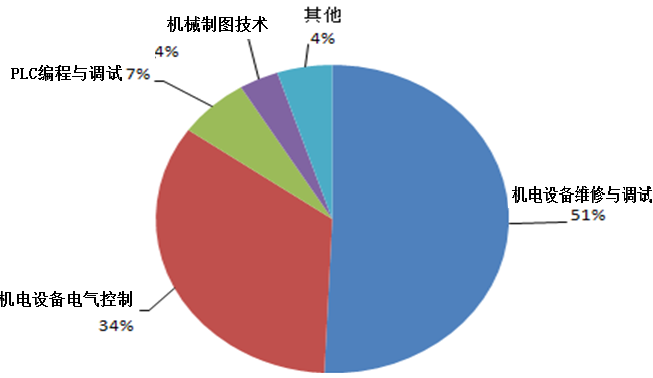 其他
4%
机械制图技术
4%
PLC编程与调试 7%
机电设备维修与调试
51%
机电设备电气控制
34%